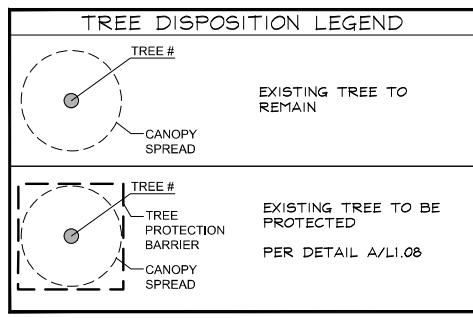 TREE DISPOSITION LEGEND
TREE #
CANOPY
SPREAD
EXISTING TREE TO
REMAIN
TREE #
TREE
PROTECTION
BARRIER
CANOPY
SPREAD
EXISTING TREE TO BE
PROTECTED
PER DETAIL A/L1.08